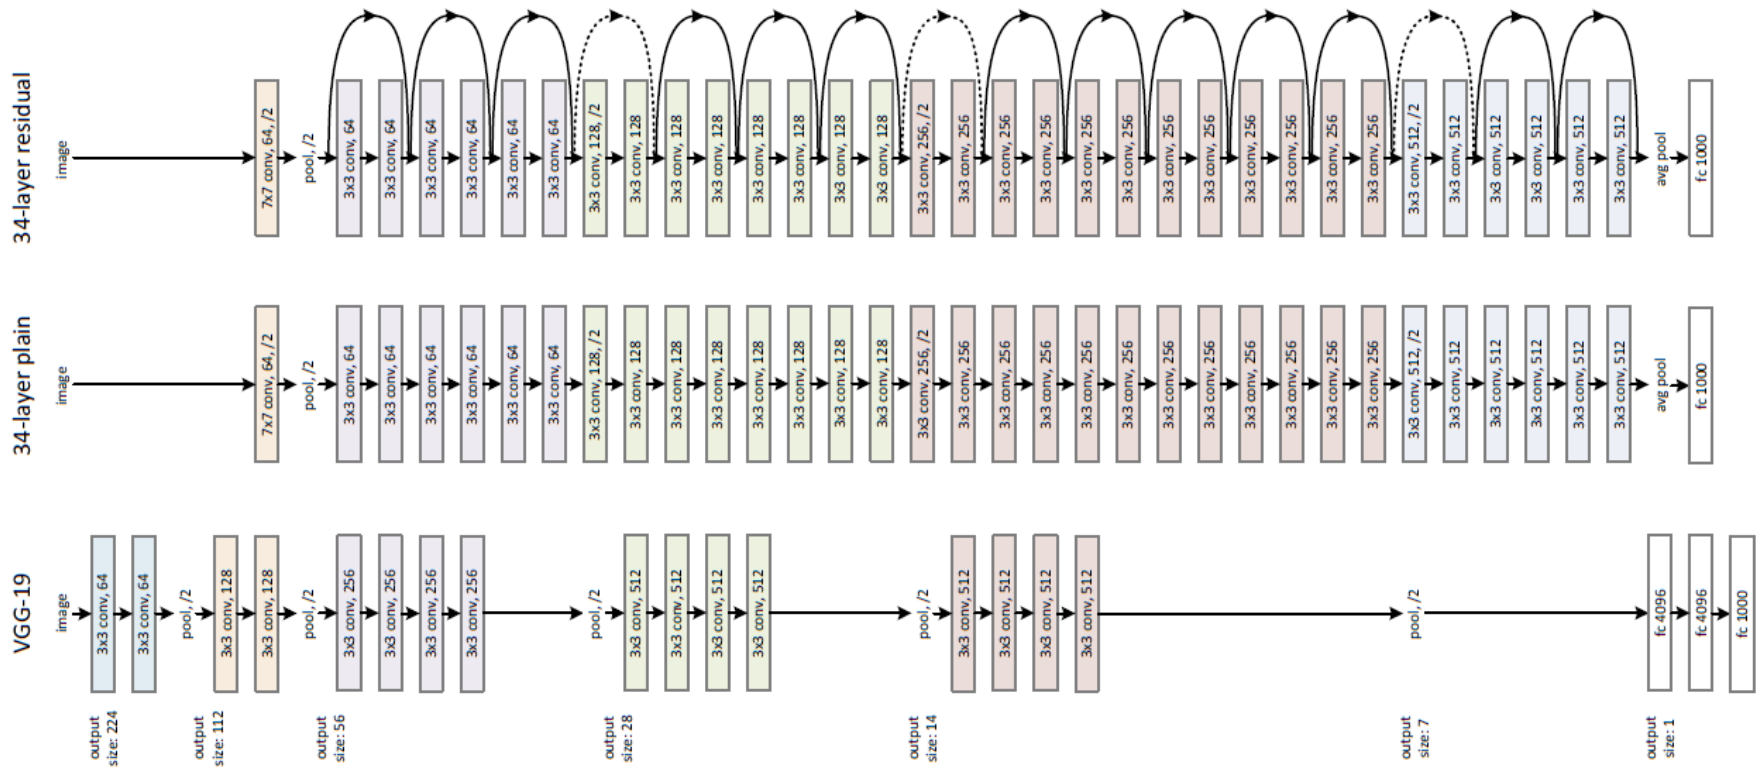 34-layer residual
image
7x7 conv, 64, /2
pool, /2
3x3 conv, 64
3x3 conv, 64
3x3 conv, 64
3x3 conv, 64
3x3 conv, 64
3x3 conv, 64
3x3 conv, 128, /2
3x3 conv, 128
3x3 conv, 128
3x3 conv, 128
3x3 conv, 128
3x3 conv, 128
3x3 conv, 128
3x3 conv, 128
3x3 conv, 256, /2
3x3 conv, 256
3x3 conv, 256
3x3 conv, 256
3x3 conv, 256
3x3 conv, 256
3x3 conv, 256
3x3 conv, 256
3x3 conv, 256
3x3 conv, 256
3x3 conv, 256
3x3 conv, 256
3x3 conv, 512, /2
3x3 conv, 512
3x3 conv, 512
3x3 conv, 512
3x3 conv, 512
3x3 conv, 512
avg pool
fc 1000
34-layer plain
image
7x7 conv, 64, /2
pool, /2
3x3 conv, 64
3x3 conv, 64
3x3 conv, 64
3x3 conv, 64
3x3 conv, 64
3x3 conv, 64
3x3 conv, 128, /2
3x3 conv, 128
3x3 conv, 128
3x3 conv, 128
3x3 conv, 128
3x3 conv, 128
3x3 conv, 128
3x3 conv, 128
3x3 conv, 256, /2
3x3 conv, 256
3x3 conv, 256
3x3 conv, 256
3x3 conv, 256
3x3 conv, 256
3x3 conv, 256
3x3 conv, 256
3x3 conv, 256
3x3 conv, 256
3x3 conv, 256
3x3 conv, 256
3x3 conv, 512, /2
3x3 conv, 512
3x3 conv, 512
3x3 conv, 512
3x3 conv, 512
3x3 conv, 512
avg pool
fc 1000
VGG-19
image
3x3 conv, 64
3x3 conv, 64
pool, /2
3x3 conv, 128
3x3 conv, 128
pool, /2
3x3 conv, 256
3x3 conv, 256
3x3 conv, 256
3x3 conv, 256
pool, /2
3x3 conv, 512
3x3 conv, 512
3x3 conv, 512
3x3 conv, 512
pool, /2
3x3 conv, 512
3x3 conv, 512
3x3 conv, 512
3x3 conv, 512
pool, /2
fc 4096
fc 4096
fc 1000
output
size: 224
output
size: 112
output
size: 56
output
size: 28
output
size: 14
output
size: 7
output
size: 1